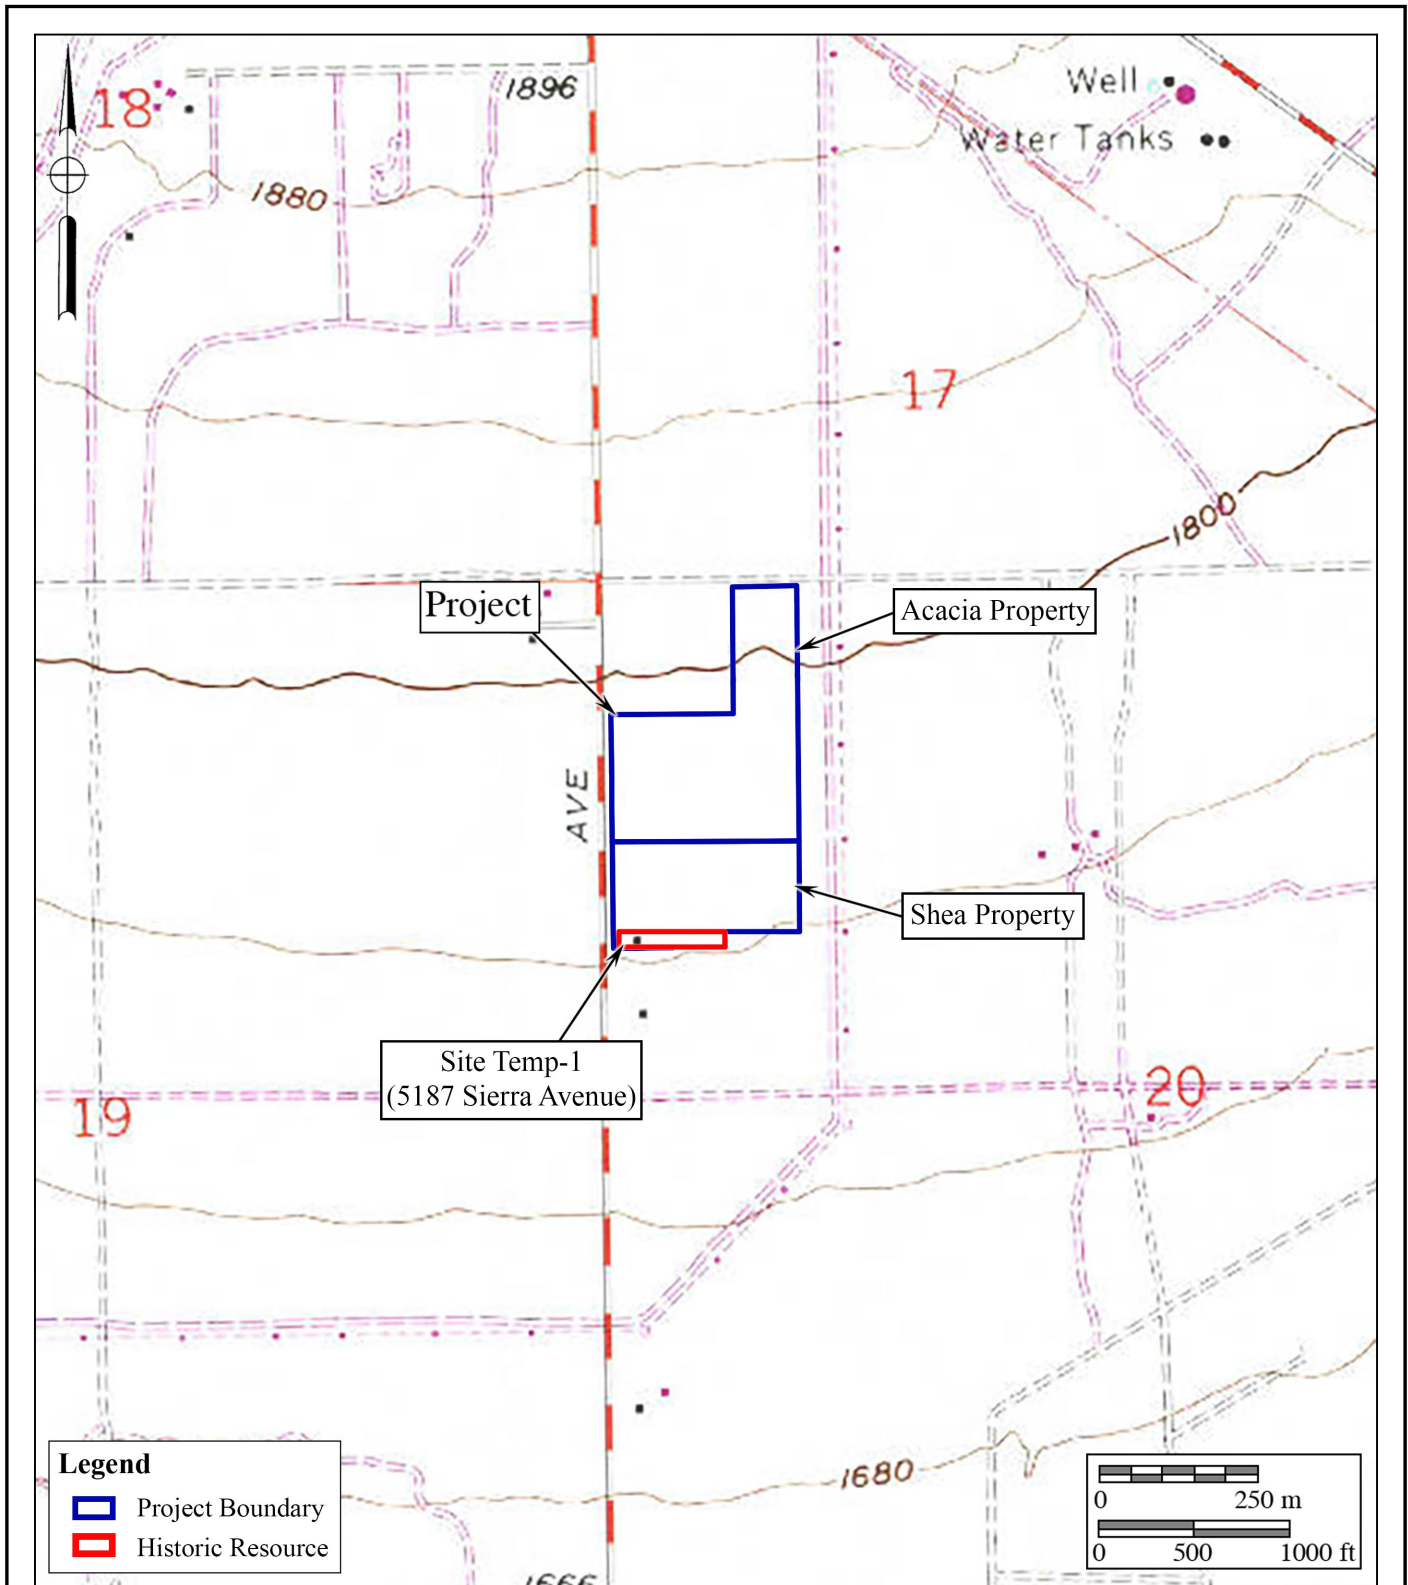 18
1896
Well
Water Tanks
1880
17
1800
Project
Acacia Property
AVE
Shea Property
Site Temp-1
(5187 Sierra Avenue)
19
20
1680
Legend
Project Boundary
Historic Resource
0 250 m
0 500 1000 ft
1666